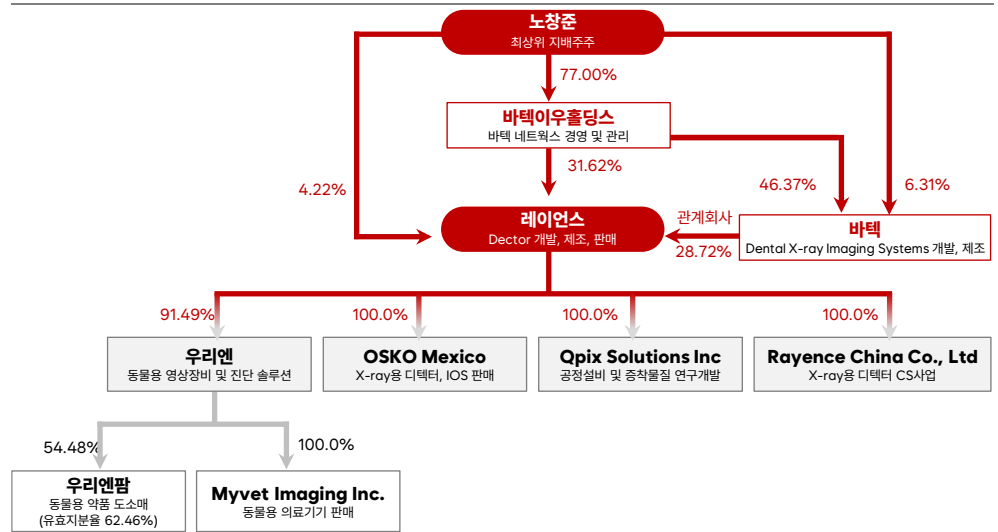 노창준
최상위 지배주주
77.00%
바텍이우홀딩스
바텍 네트웍스 경영 및 관리
31.62%
4.22%
46.37%
6.31%
레이언스
Dector 개발, 제조, 판매
관계회사
28.72%
바텍
Dental X-ray Imaging Systems 개발, 제조
91.49%
100.0%
100.0%
100.0%
우리엔
동물용 영상장비 및 진단 솔루션
OSKO Mexico
X-ray용 디텍터, IOS 판매
Qpix Solutions Inc
공정설비 및 증착물질 연구개발
Rayence China Co., Ltd
X-ray용 디텍터 CS사업
54.48%
100.0%
우리엔팜
동물용 약품 도소매
(유효지분율 62.46%)
Myvet Imaging Inc.
동물용 의료기기 판매